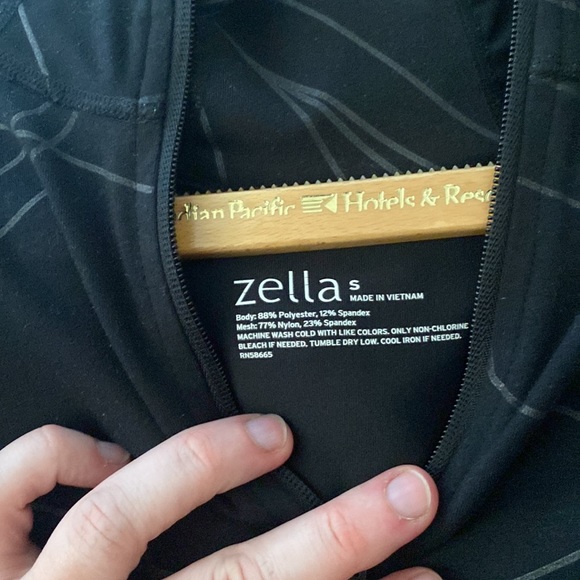 dian Pacific Hotels & Reso
zella s
MADE IN VIETNAM
Body: 88% Polyester, 12% Spandex
Mesh: 77% Nylon, 23% Spandex
MACHINE WASH COLD WITH LIKE COLORS. ONLY NON-CHLORINE
BLEACH IF NEEDED. TUMBLE DRY LOW. COOL IRON IF NEEDED.
RN58665